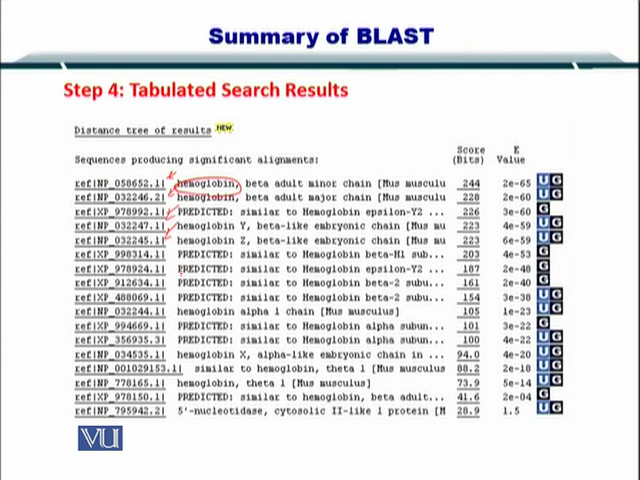 Summary of BLAST
Step 4: Tabulated Search Results
Distance tree of results NEW
Score E
Sequences producing significant alignments: (Bits) Value
ref|NP_058652.1| hemoglobin, beta adult minor chain [Mus musculu 244 2e-65 U G
ref|NP_032246.2| hemoglobin, beta adult major chain [Mus musculu 228 2e-60 U G
ref|XP_978992.1| PREDICTED: similar to Hemoglobin epsilon-Y2 ... 226 3e-60 G
ref|NP_032247.1| hemoglobin Y, beta-like embryonic chain [Mus mu 223 4e-59 U G
ref|NP_032245.1| hemoglobin Z, beta-like embryonic chain [Mus mu 223 6e-59 U G
ref|XP_998314.1| PREDICTED: similar to Hemoglobin beta-H1 sub... 203 4e-53 G
ref|XP_978924.1| PREDICTED: similar to Hemoglobin epsilon-Y2 ... 187 2e-48 G
ref|XP_912634.1| PREDICTED: similar to Hemoglobin beta-2 subu... 161 2e-40 G
ref|XP_488069.1| PREDICTED: similar to Hemoglobin beta-2 subu... 154 3e-38 U G
ref|NP_032244.1| hemoglobin alpha 1 chain [Mus musculus] 105 1e-23 U G
ref|XP_994669.1| PREDICTED: similar to Hemoglobin alpha subun... 101 3e-22 G
ref|XP_356935.3| PREDICTED: similar to Hemoglobin alpha subun... 100 4e-22 U G
ref|NP_034535.1| hemoglobin X, alpha-like embryonic chain in ... 94.0 4e-20 U G
ref|NP_001029153.1| similar to hemoglobin, theta 1 [Mus musculus 88.2 2e-18 U G
ref|NP_778165.1| hemoglobin, theta 1 [Mus musculus] 73.9 5e-14 U G
ref|XP_978150.1| PREDICTED: similar to hemoglobin, beta adult... 41.6 2e-04 G
ref|NP_795942.2| 5'-nucleotidase, cytosolic II-like 1 protein [M 28.9 1.5 U G
VU